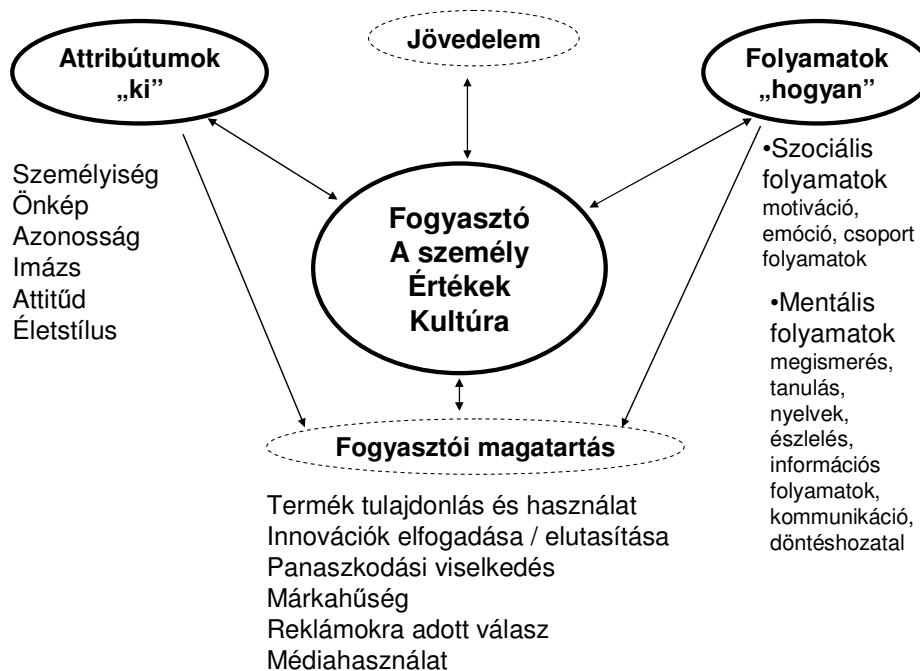 Attribútumok
„ki”
Jövedelem
Folyamatok
„hogyan”
Személyiség
Önkép
Azonosság
Imázs
Attitűd
Életstílus
Fogyasztó
A személy
Értékek
Kultúra
•Szociális
folyamatok
motiváció,
emóció, csoport
folyamatok
•Mentális
folyamatok
megismerés,
tanulás,
nyelvek,
észlelés,
információs
folyamatok,
kommunikáció,
döntéshozatal
Fogyasztói magatartás
Termék tulajdonlás és használat
Innovációk elfogadása / elutasítása
Panaszkodási viselkedés
Márkahűség
Reklámokra adott válasz
Médiahasználat